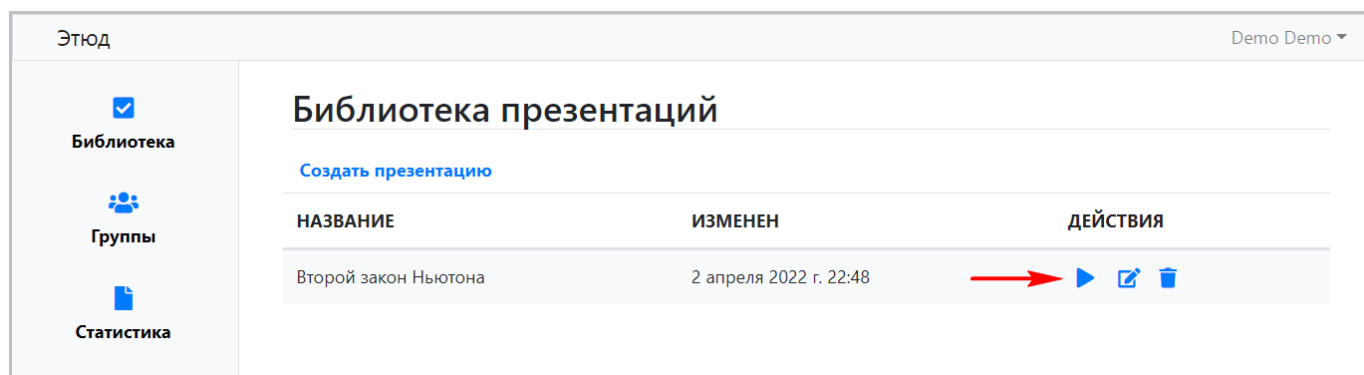 Этюд
Demo Demo
Библиотека
Группы
Статистика
Библиотека презентаций
Создать презентацию
НАЗВАНИЕ ИЗМЕНЕН ДЕЙСТВИЯ
Второй закон Ньютона 2 апреля 2022 г. 22:48